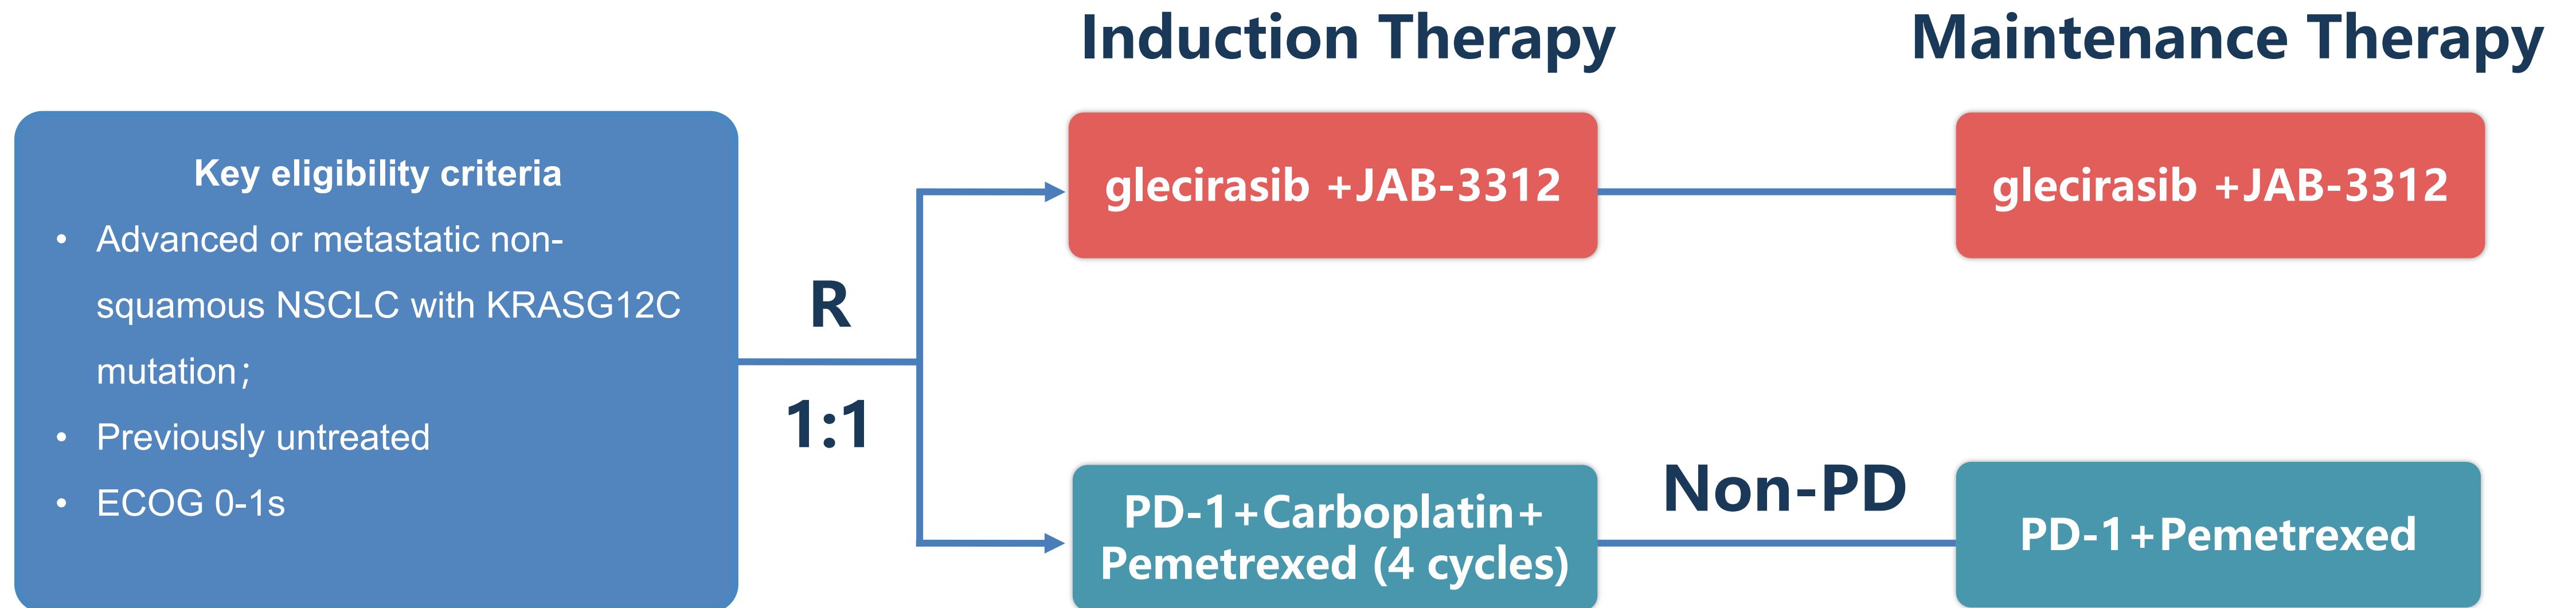 Induction Therapy
Maintenance Therapy
Key eligibility criteria
• Advanced or metastatic non-
squamous NSCLC with KRASG12C
mutation；
• Previously untreated
• ECOG 0-1s
R
1:1
glecirasib +JAB-3312
glecirasib +JAB-3312
PD-1+Carboplatin+
Pemetrexed (4 cycles)
Non-PD
PD-1+Pemetrexed